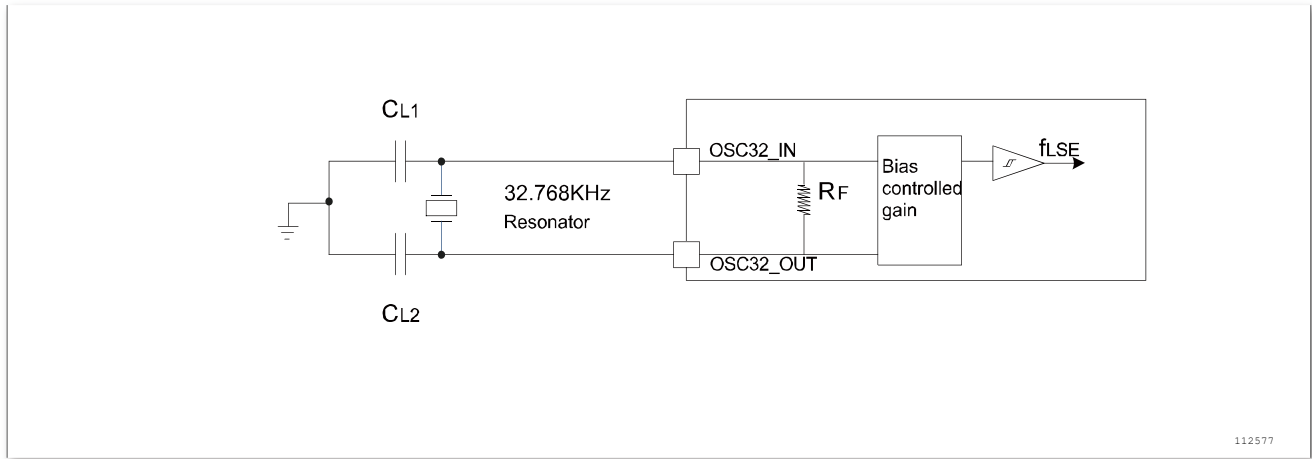 CL1
OSC32_IN
fLSE
Bias
controlled
gain
RF
32.768KHz
Resonator
OSC32_OUT
CL2
112577